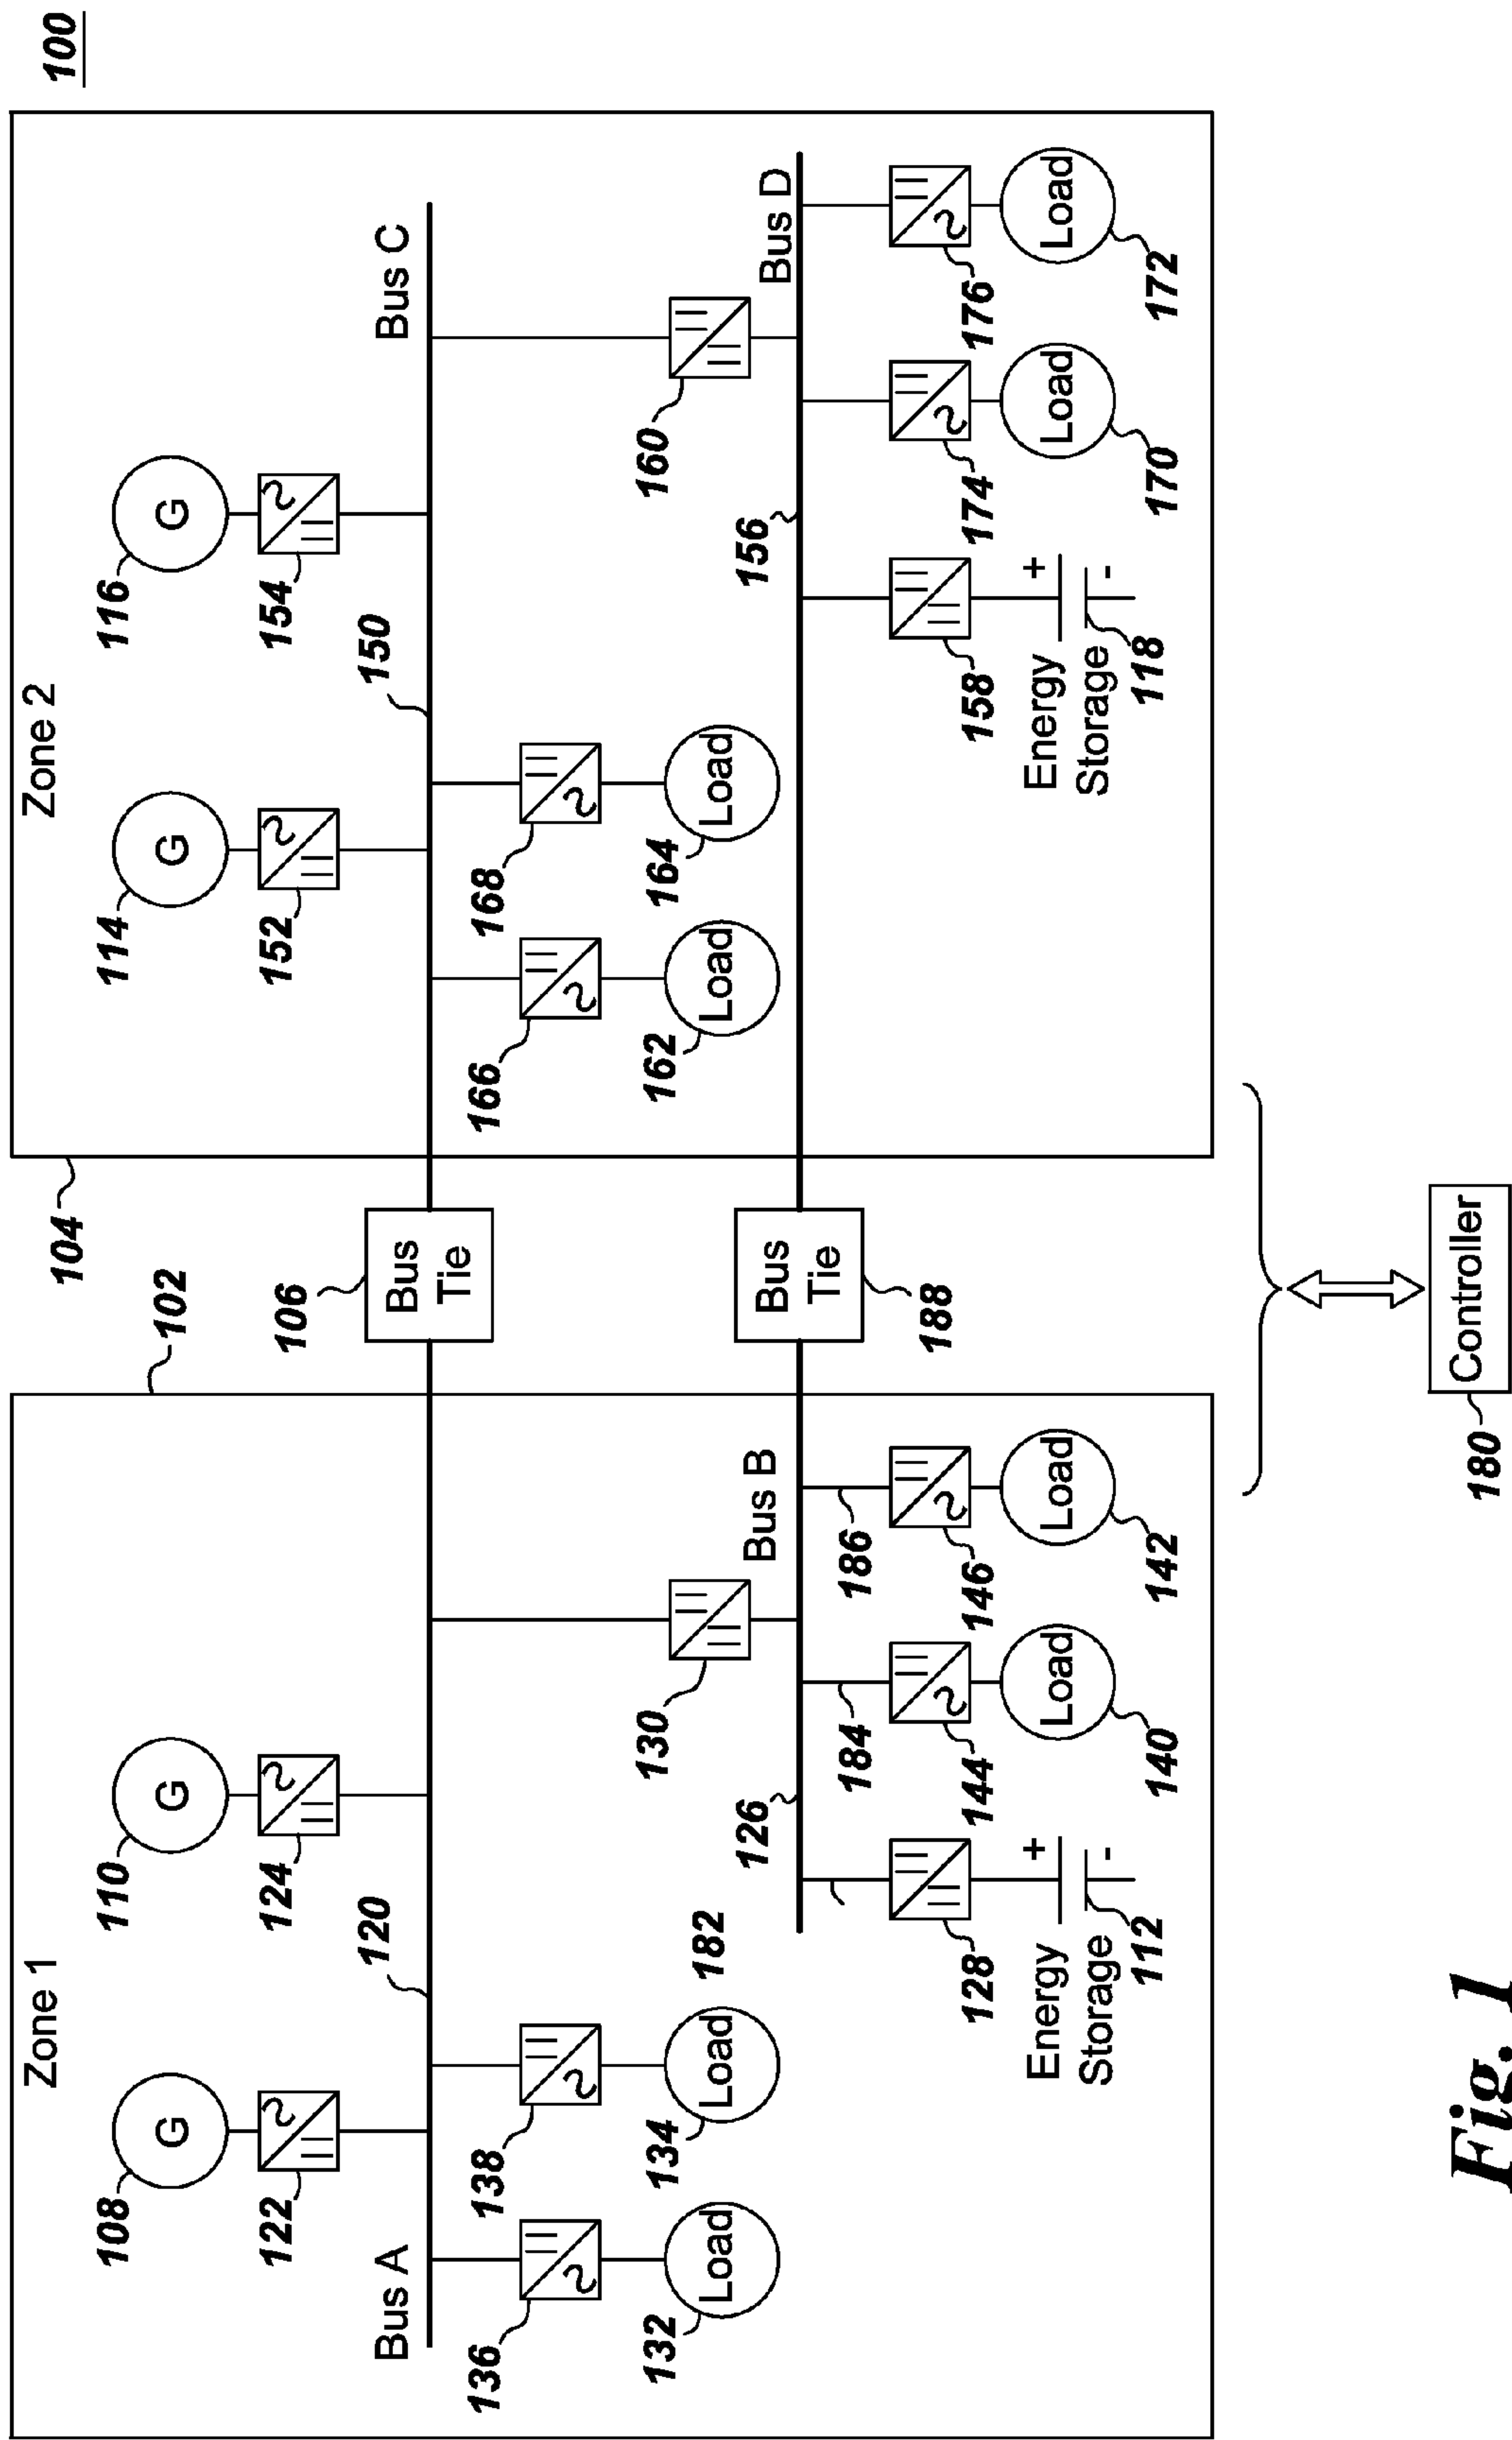 100
Zone 1
Zone 2
104
102
108
G
110
G
114
G
116
G
122
124
152
154
Bus A
120
106
Bus
Tie
150
Bus C
136
138
166
168
132
Load
134
Load
182
130
162
Load
164
Load
160
126
Bus B
188
Bus
Tie
156
Bus D
184
186
128
144
146
158
174
176
Energy
Storage
+
-
112
Load
140
Load
142
Energy
Storage
+
-
118
Load
170
Load
172
180
Controller
Fig. 1